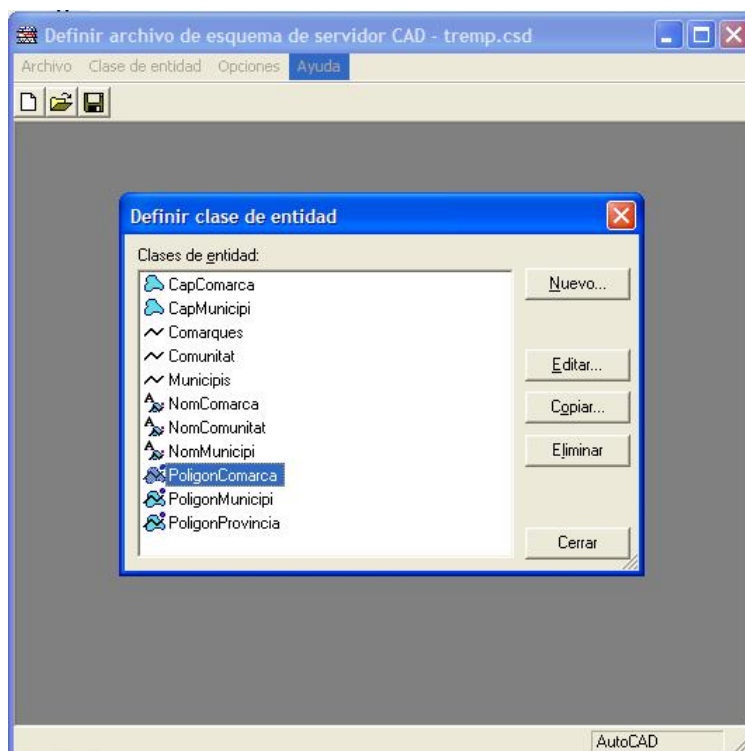 Definir archivo de esquema de servidor CAD - tremp.csd
Archivo Clase de entidad Opciones Ayuda
Definir clase de entidad
Clases de entidad:
CapComarca
CapMunicipi
Comarques
Comunitat
Municipis
NomComarca
NomComunitat
NomMunicipi
PoligonComarca
PoligonMunicipi
PoligonProvincia
Nuevo...
Editar...
Copiar...
Eliminar
Cerrar
AutoCAD